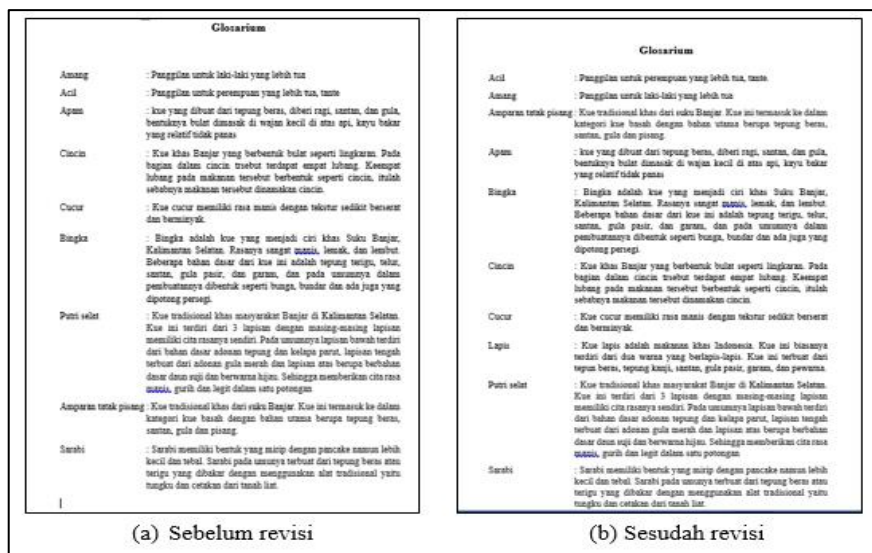 Glosarium
Amang : Panggilan untuk laki-laki yang lebih tua
Acil : Panggilan untuk perempuan yang lebih tua, tante
Apam : kue yang dibuat dari tepung beras, diberi ragi, santan, dan gula,
bentuknya bulat dimasak di wajan kecil di atas api, kayu bakar
yang relatif tidak panas
Cincin : Kue khas Banjar yang berbentuk bulat seperti lingkaran. Pada
bagian dalam cincin trsebut terdapat empat lubang. Keempat
lubang pada makanan tersebut berbentuk seperti cincin, itulah
sebabnya makanan tersebut dinamakan cincin.
Cucur : Kue cucur memiliki rasa manis dengan tekstur sedikit berserat
dan berminyak.
Bingka : Bingka adalah kue yang menjadi ciri khas Suku Banjar,
Kalimantan Selatan. Rasanya sangat manis, lemak, dan lembut.
Beberapa bahan dasar dari kue ini adalah tepung terigu, telur,
santan, gula pasir, dan garam, dan pada umumnya dalam
pembuatannya dibentuk seperti bunga, bundar dan ada juga yang
dipotong persegi.
Putri selat : Kue tradisional khas masyarakat Banjar di Kalimantan Selatan.
Kue ini terdiri dari 3 lapisan dengan masing-masing lapisan
memiliki cita rasanya sendiri. Pada umumnya lapisan bawah terdiri
dari bahan dasar adonan tepung dan kelapa parut, lapisan tengah
terbuat dari adonan gula merah dan lapisan atas berupa berbahan
dasar daun suji dan berwarna hijau. Sehingga memberikan cita rasa
manis, gurih dan legit dalam satu potongan.
Amparan tatak pisang : Kue tradisional khas dari suku Banjar. Kue ini termasuk ke dalam
kategori kue basah dengan bahan utama berupa tepung beras,
santan, gula dan pisang.
Sarabi : Sarabi memiliki bentuk yang mirip dengan pancake namun lebih
kecil dan tebal. Sarabi pada umunya terbuat dari tepung beras atau
terigu yang dibakar dengan menggunakan alat tradisional yaitu
tungku dan cetakan dari tanah liat.
(a) Sebelum revisi
Glosarium
Acil : Panggilan untuk perempuan yang lebih tua, tante.
Amang : Panggilan untuk laki-laki yang lebih tua
Amparan tatak pisang : Kue tradisional khas dari suku Banjar. Kue ini termasuk ke dalam
kategori kue basah dengan bahan utama berupa tepung beras,
santan, gula dan pisang.
Apam : kue yang dibuat dari tepung beras, diberi ragi, santan, dan gula,
bentuknya bulat dimasak di wajan kecil di atas api, kayu bakar
yang relatif tidak panas
Bingka : Bingka adalah kue yang menjadi ciri khas Suku Banjar,
Kalimantan Selatan. Rasanya sangat manis, lemak, dan lembut.
Beberapa bahan dasar dari kue ini adalah tepung terigu, telur,
santan, gula pasir, dan garam, dan pada umumnya dalam
pembuatannya dibentuk seperti bunga, bundar dan ada juga yang
dipotong persegi.
Cincin : Kue khas Banjar yang berbentuk bulat seperti lingkaran. Pada
bagian dalam cincin trsebut terdapat empat lubang. Keempat
lubang pada makanan tersebut berbentuk seperti cincin, itulah
sebabnya makanan tersebut dinamakan cincin.
Cucur : Kue cucur memiliki rasa manis dengan tekstur sedikit berserat
dan berminyak.
Lapis : Kue lapis adalah makanan khas Indonesia. Kue ini biasanya
terdiri dari dua warna yang berlapis-lapis. Kue ini terbuat dari
tepun beras, tepung kanji, santan, gula pasir, garam, dan pewarna.
Putri selat : Kue tradisional khas masyarakat Banjar di Kalimantan Selatan.
Kue ini terdiri dari 3 lapisan dengan masing-masing lapisan
memiliki cita rasanya sendiri. Pada umumnya lapisan bawah terdiri
dari bahan dasar adonan tepung dan kelapa parut, lapisan tengah
terbuat dari adonan gula merah dan lapisan atas berupa berbahan
dasar daun suji dan berwarna hijau. Sehingga memberikan cita rasa
manis, gurih dan legit dalam satu potongan.
Sarabi : Sarabi memiliki bentuk yang mirip dengan pancake namun lebih
kecil dan tebal. Sarabi pada umunya terbuat dari tepung beras atau
terigu yang dibakar dengan menggunakan alat tradisional yaitu
tungku dan cetakan dari tanah liat.
(b) Sesudah revisi